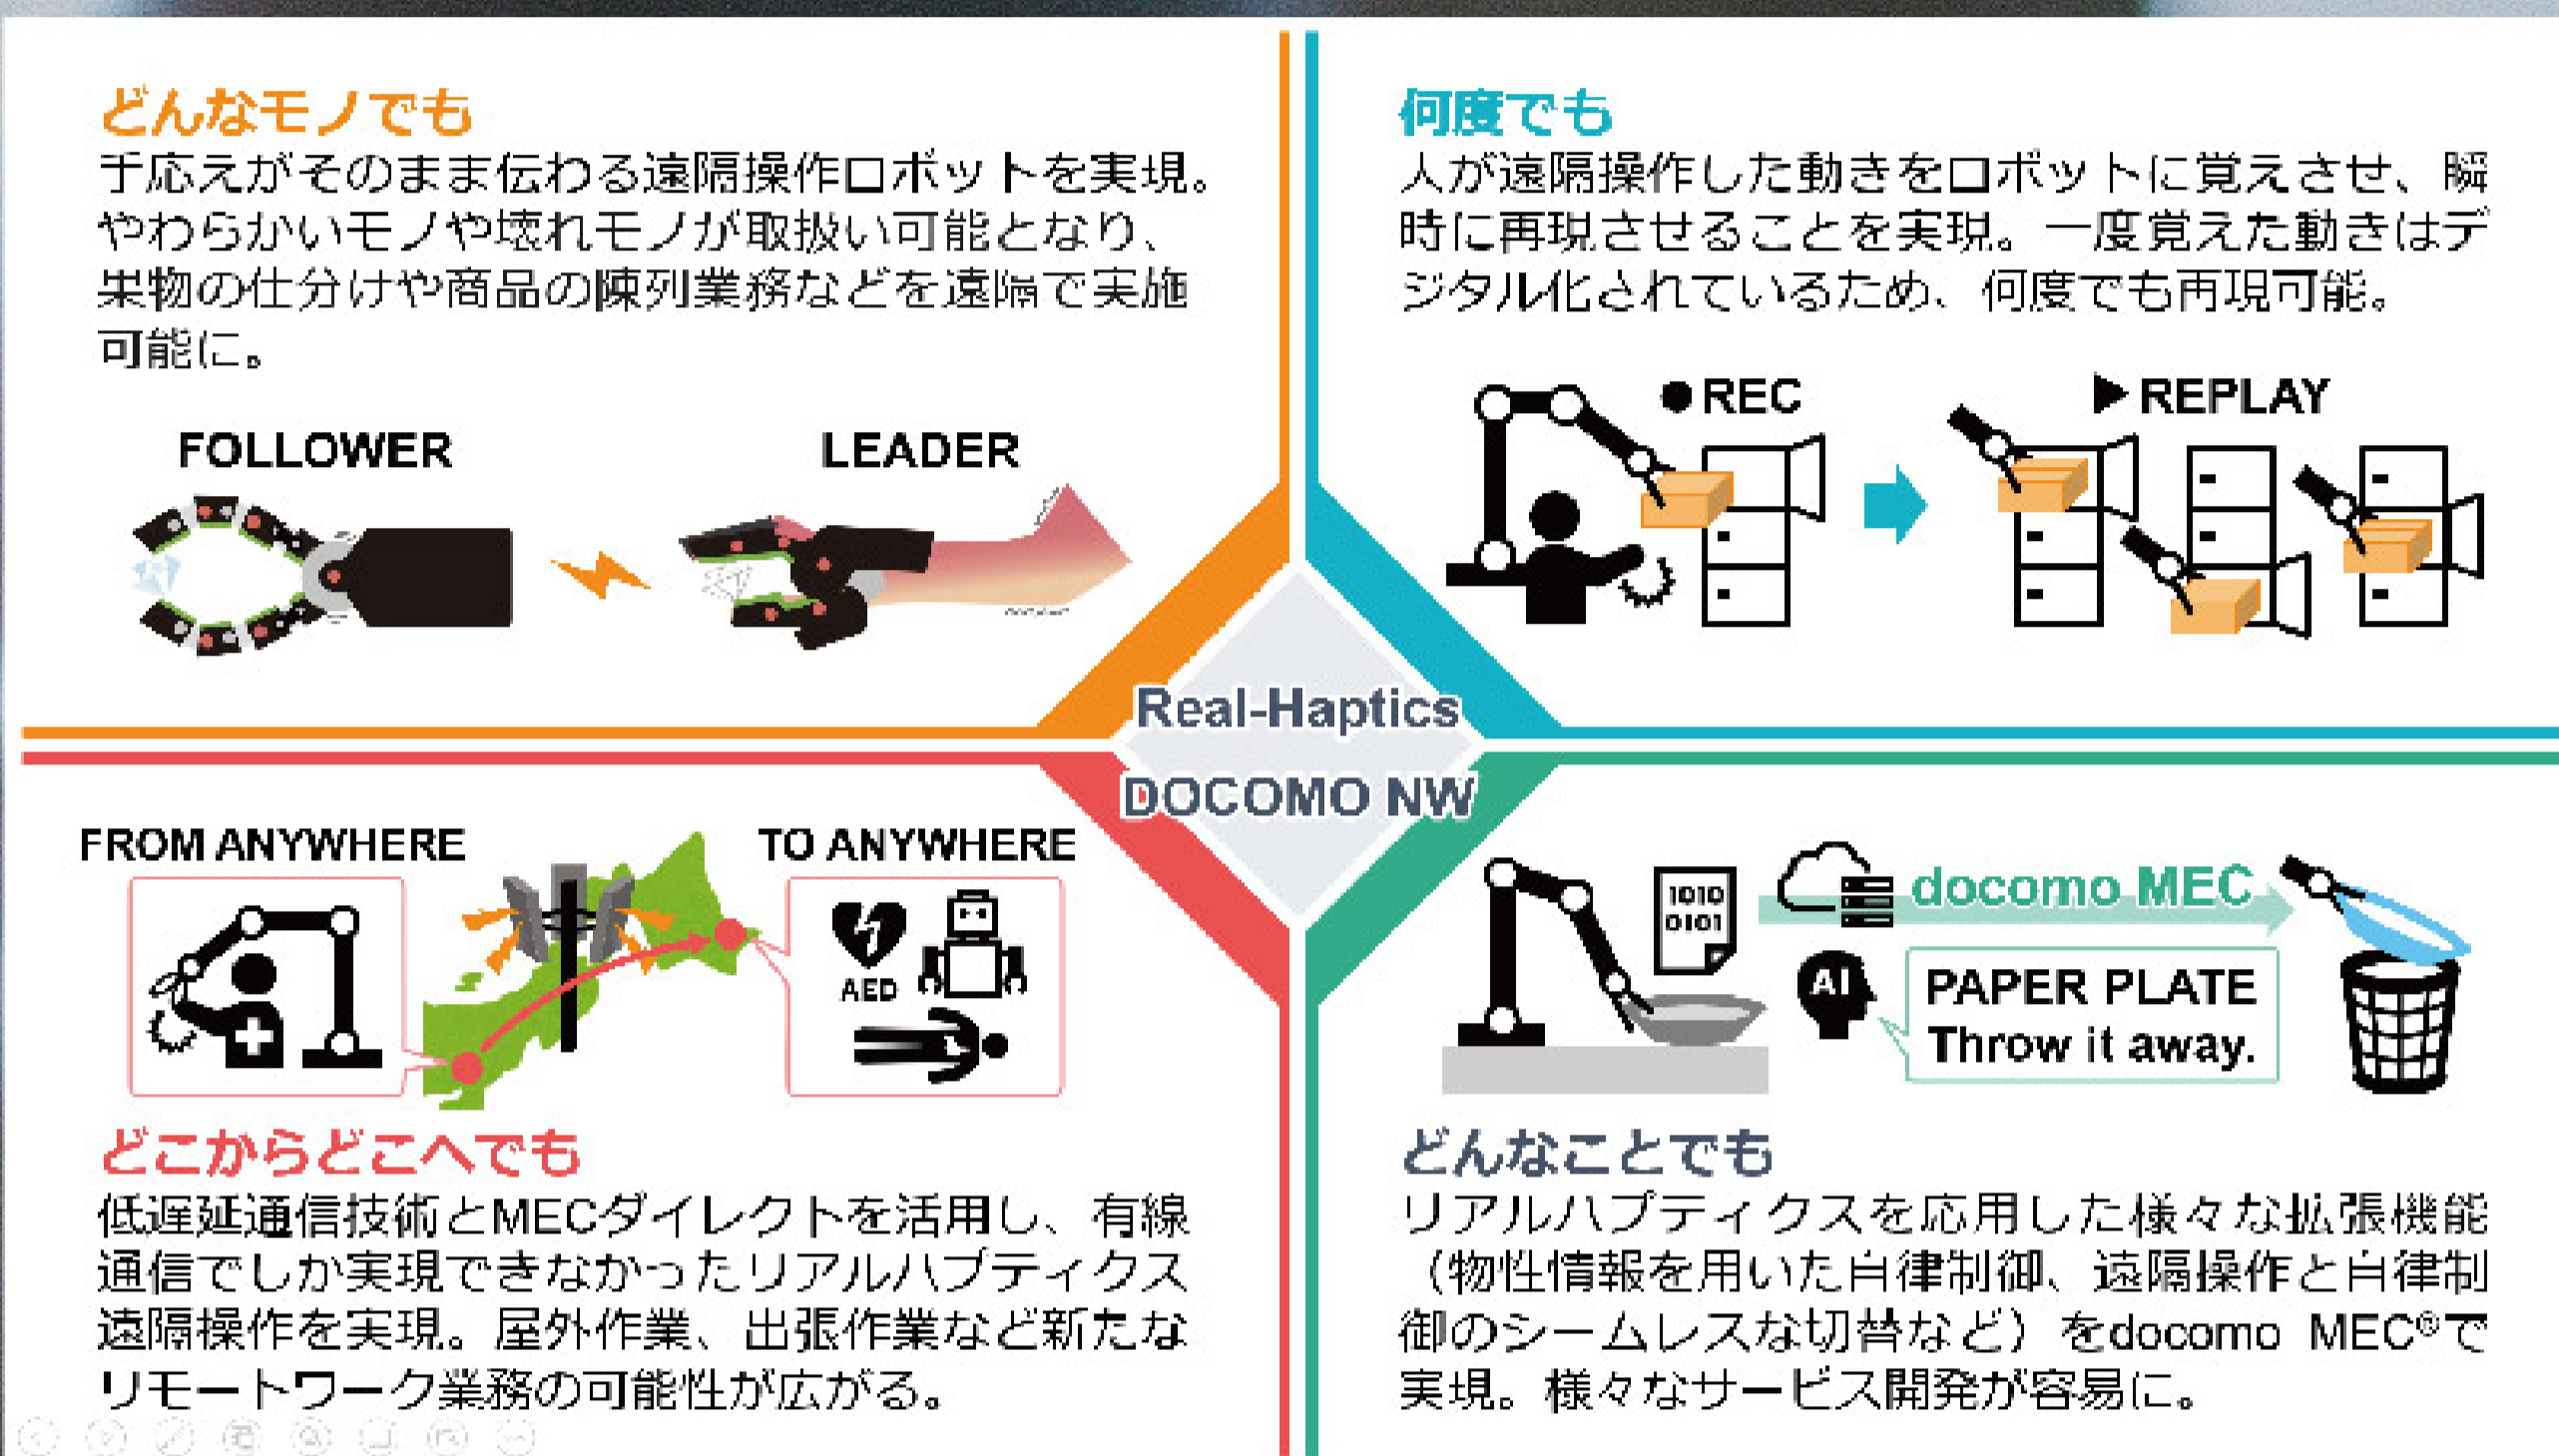 どんなモノでも
手応えがそのまま伝わる遠隔操作ロボットを実現。
やわらかいモノや壊れモノが取扱い可能となり、
果物の仕分けや商品の陳列業務などを遠隔で実施
可能に。
FOLLOWER
LEADER
何度でも
人が遠隔操作した動きをロボットに覚えさせ、瞬
時に再現させることを実現。一度覚えた動きはデ
ジタル化されているため、何度でも再現可能。
●REC
▶REPLAY
Real-Haptics
DOCOMO NW
FROM ANYWHERE
TO ANYWHERE
AED
どこからどこへでも
低遅延通信技術とMECダイレクトを活用し、有線
通信でしか実現できなかったリアルハプティクス
遠隔操作を実現。屋外作業、出張作業など新たな
リモートワーク業務の可能性が広がる。
1010
0101
docomo MEC
AI
PAPER PLATE
Throw it away.
どんなことでも
リアルハプティクスを応用した様々な拡張機能
（物性情報を用いた自律制御、遠隔操作と自律制
御のシームレスな切替など）をdocomo MEC®で
実現。様々なサービス開発が容易に。